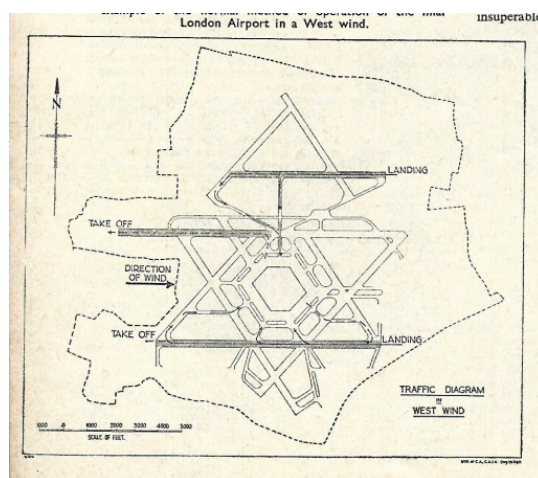 London Airport in a West wind.
insuperable
N
LANDING
TAKE OFF
DIRECTION
OF WIND
TAKE OFF
LANDING
TRAFFIC DIAGRAM
IN
WEST WIND
1000 0 1000 2000 3000 4000 5000
SCALE OF FEET.